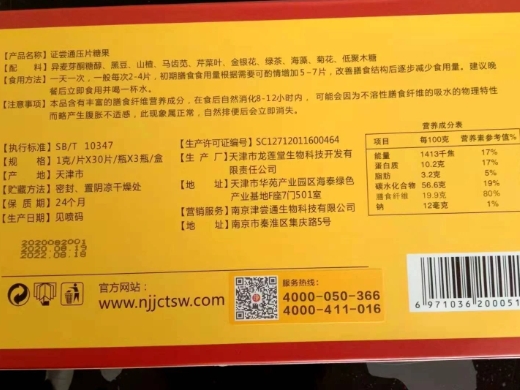 【产品名称】证尝通压片糖果
【配    料】异麦芽酮糖醇、黑豆、山楂、马齿苋、芹菜叶、金银花、绿茶、海藻、菊花、低聚木糖
【食用方法】一天一次，一般每次2-4片，初期膳食食用量根据需要可酌情增加5-7片，改善膳食结构后逐步减少食用量。建议晚
餐后立即食用并喝一杯水。
【注意事项】本品含有丰富的膳食纤维营养成分，在食后自然消化8-12小时内，可能会因为不溶性膳食纤维的吸水的物理特性
而略产生腹胀不适感，此现象属正常，自然排便后会立即消失。
【执行标准】SB/T 10347
【规    格】1克/片X30片/瓶X3瓶/盒
【产    地】天津市
【贮藏方法】密封、置阴凉干燥处
【保 质 期】24个月
【生产日期】见喷码
2020082001
2020.08.19
2022.08.18
【生产许可证编号】SC12712011600464
【生 产 厂】天津市龙莲堂生物科技开发有
限责任公司
【地    址】天津市华苑产业园区海泰绿色
产业基地F座7门501室
【营销服务】南京津尝通生物科技有限公司
【地    址】南京市秦淮区集庆路5号
营养成分表
项目 每100克 营养素参考值%
能量 1413千焦 17%
蛋白质 10.2克 17%
脂肪 3.2克 5%
碳水化合物 56.6克 19%
膳食纤维 19.9克 80%
钠 12毫克 1%
官方网站：
www.njjctsw.com
服务热线：
4000-050-366
4000-411-016
6 971036 200051